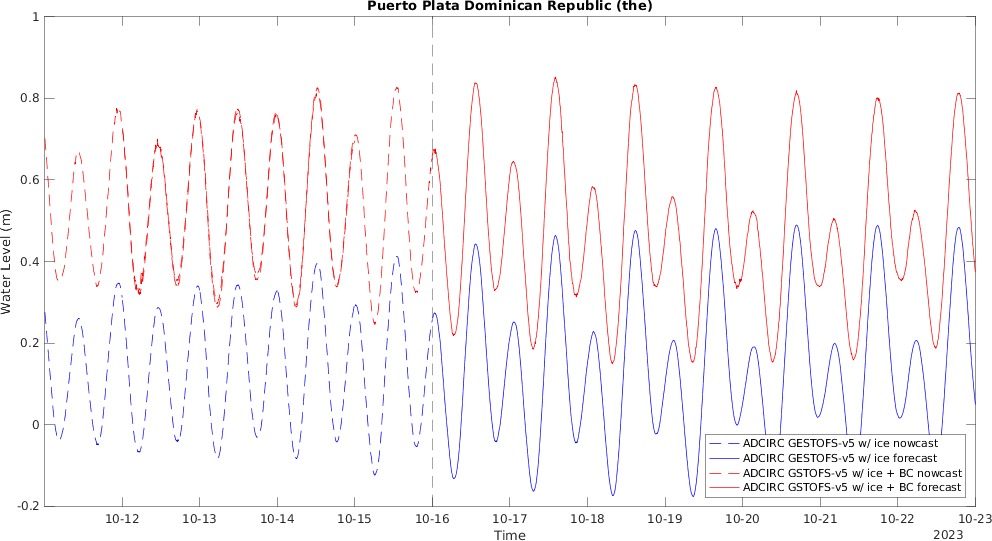 Puerto Plata Dominican Republic (the)
1
0.8
0.6
0.4
0.2
0
-0.2
Water Level (m)
ADCIRC GESTOFS-v5 w/ ice nowcast
ADCIRC GESTOFS-v5 w/ ice forecast
ADCIRC GSTOFS-v5 w/ ice + BC nowcast
ADCIRC GSTOFS-v5 w/ ice + BC forecast
10-12 10-13 10-14 10-15 10-16 10-17 10-18 10-19 10-20 10-21 10-22 10-23
Time
2023